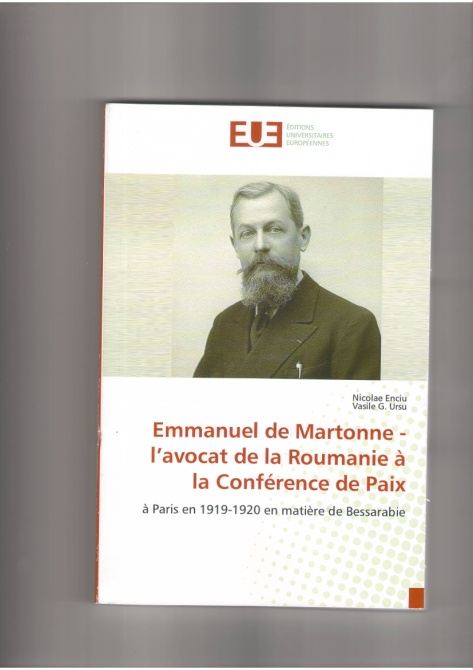 EUE
ÉDITIONS
UNIVERSITAIRES
EUROPÉENNES
Nicolae Enciu
Vasile G. Ursu
Emmanuel de Martonne -
l'avocat de la Roumanie à
la Conférence de Paix
à Paris en 1919-1920 en matière de Bessarabie